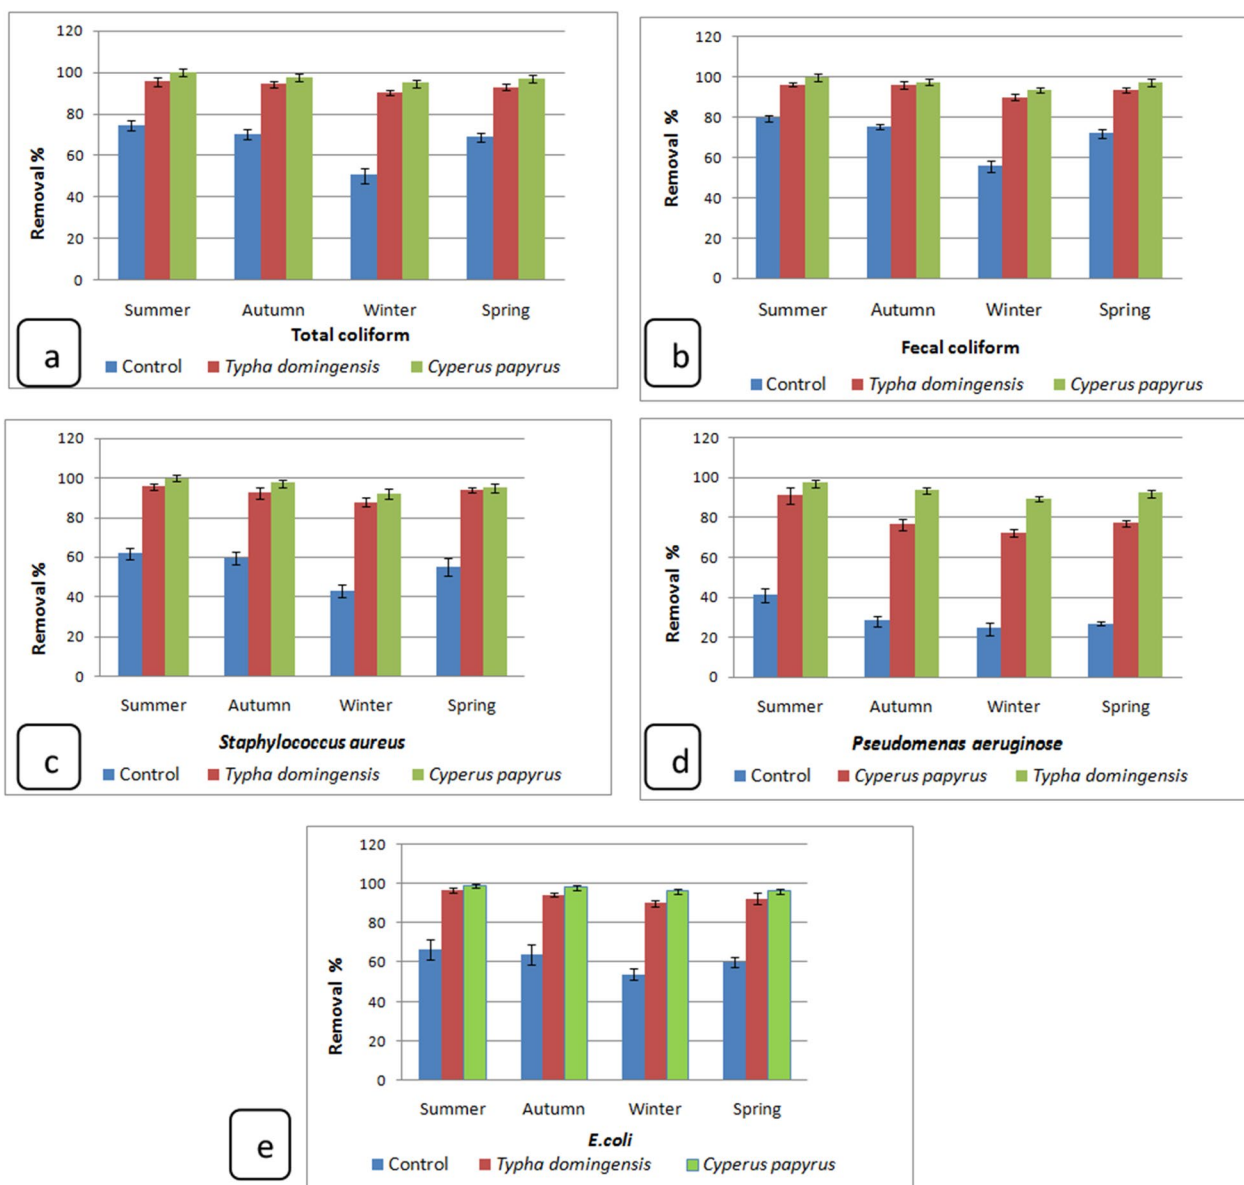 120
100
80
60
40
20
0
Removal %
Summer Autumn Winter Spring
Total coliform
a
Control Typha domingensis Cyperus papyrus
120
100
80
60
40
20
0
Removal %
Summer Autumn Winter Spring
Fecal coliform
b
Control Typha domingensis Cyperus papyrus
120
100
80
60
40
20
0
Removal %
Summer Autumn Winter Spring
Staphylococcus aureus
c
Control Typha domingensis Cyperus papyrus
120
100
80
60
40
20
0
Removal %
Summer Autumn Winter Spring
Pseudomenas aeruginose
d
Control Cyperus papyrus Typha domingensis
120
100
80
60
40
20
0
Removal %
Summer Autumn Winter Spring
E.coli
e
Control Typha domingensis Cyperus papyrus